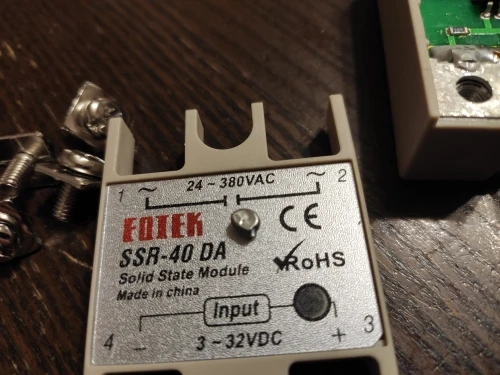 1 ~ 24 ~ 380VAC ~ 2
EOTEK
CE
SSR-40 DA
RoHS
Solid State Module
Made in china
Input
4 − 3 ~ 32VDC + 3